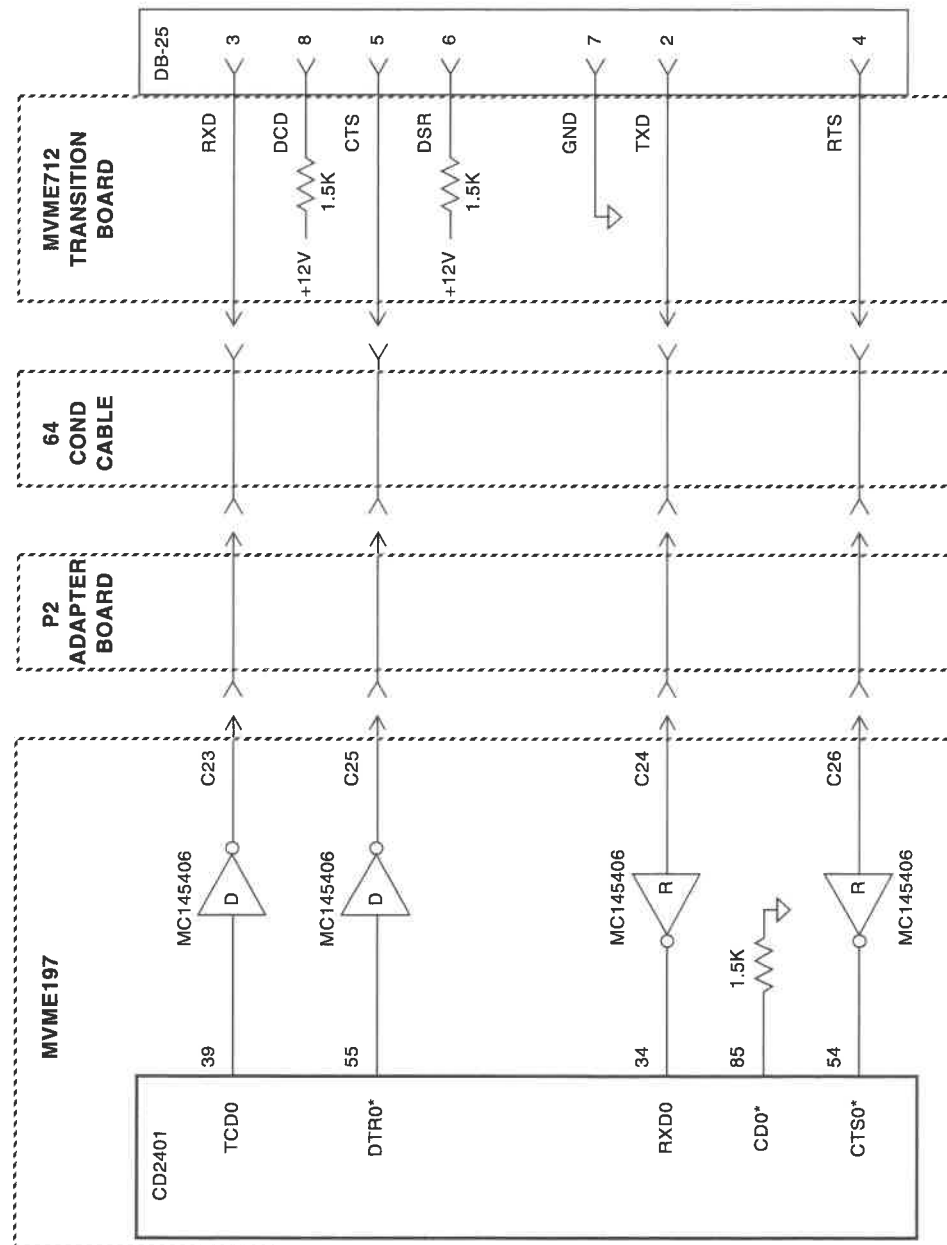 MVME197
P2
ADAPTER
BOARD
64
COND
CABLE
MVME712
TRANSITION
BOARD
CD2401
DB-25
TCD0
39
MC145406
D
C23
RXD
3
+12V
1.5K
DCD
8
DTR0*
55
MC145406
D
C25
CTS
5
+12V
1.5K
DSR
6
GND
7
RXD0
34
MC145406
R
C24
TXD
2
CD0*
85
1.5K
CTS0*
54
MC145406
R
C26
RTS
4